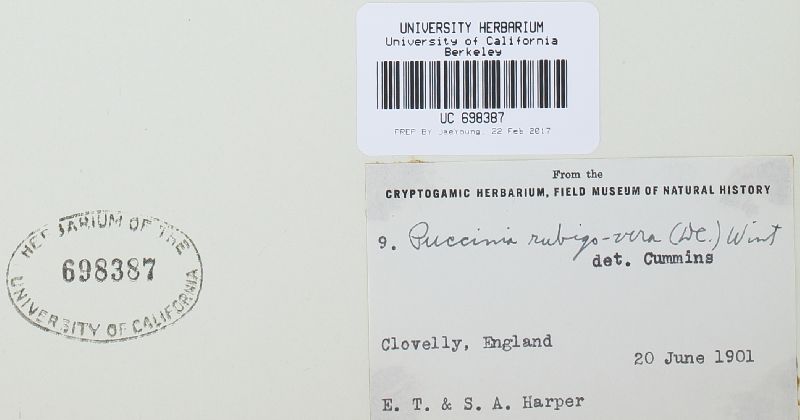 UNIVERSITY HERBARIUM
University of California
Berkeley
UC 698387
PREP By JaeYoung, 22 Feb 2017
From the
CRYPTOGAMIC HERBARIUM, FIELD MUSEUM OF NATURAL HISTORY
9. Puccinia rubigo-vera (DC.) Wint
det. Cummins
HERBARIUM OF THE
698387
UNIVERSITY OF CALIFORNIA
Clovelly, England
20 June 1901
E. T. & S. A. Harper